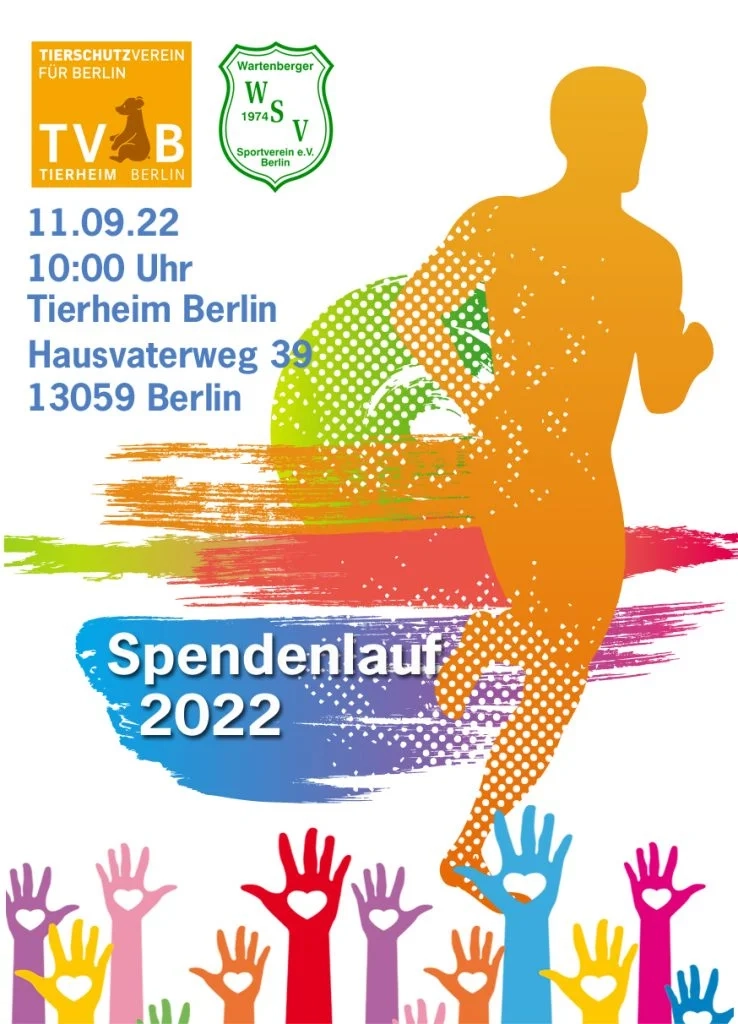 TIERSCHUTZVEREIN
FÜR BERLIN
TVB
TIERHEIM BERLIN
Wartenberger
W
1974 S
V
Sportverein e.V.
Berlin
11.09.22
10:00 Uhr
Tierheim Berlin
Hausvaterweg 39
13059 Berlin
Spendenlauf
2022